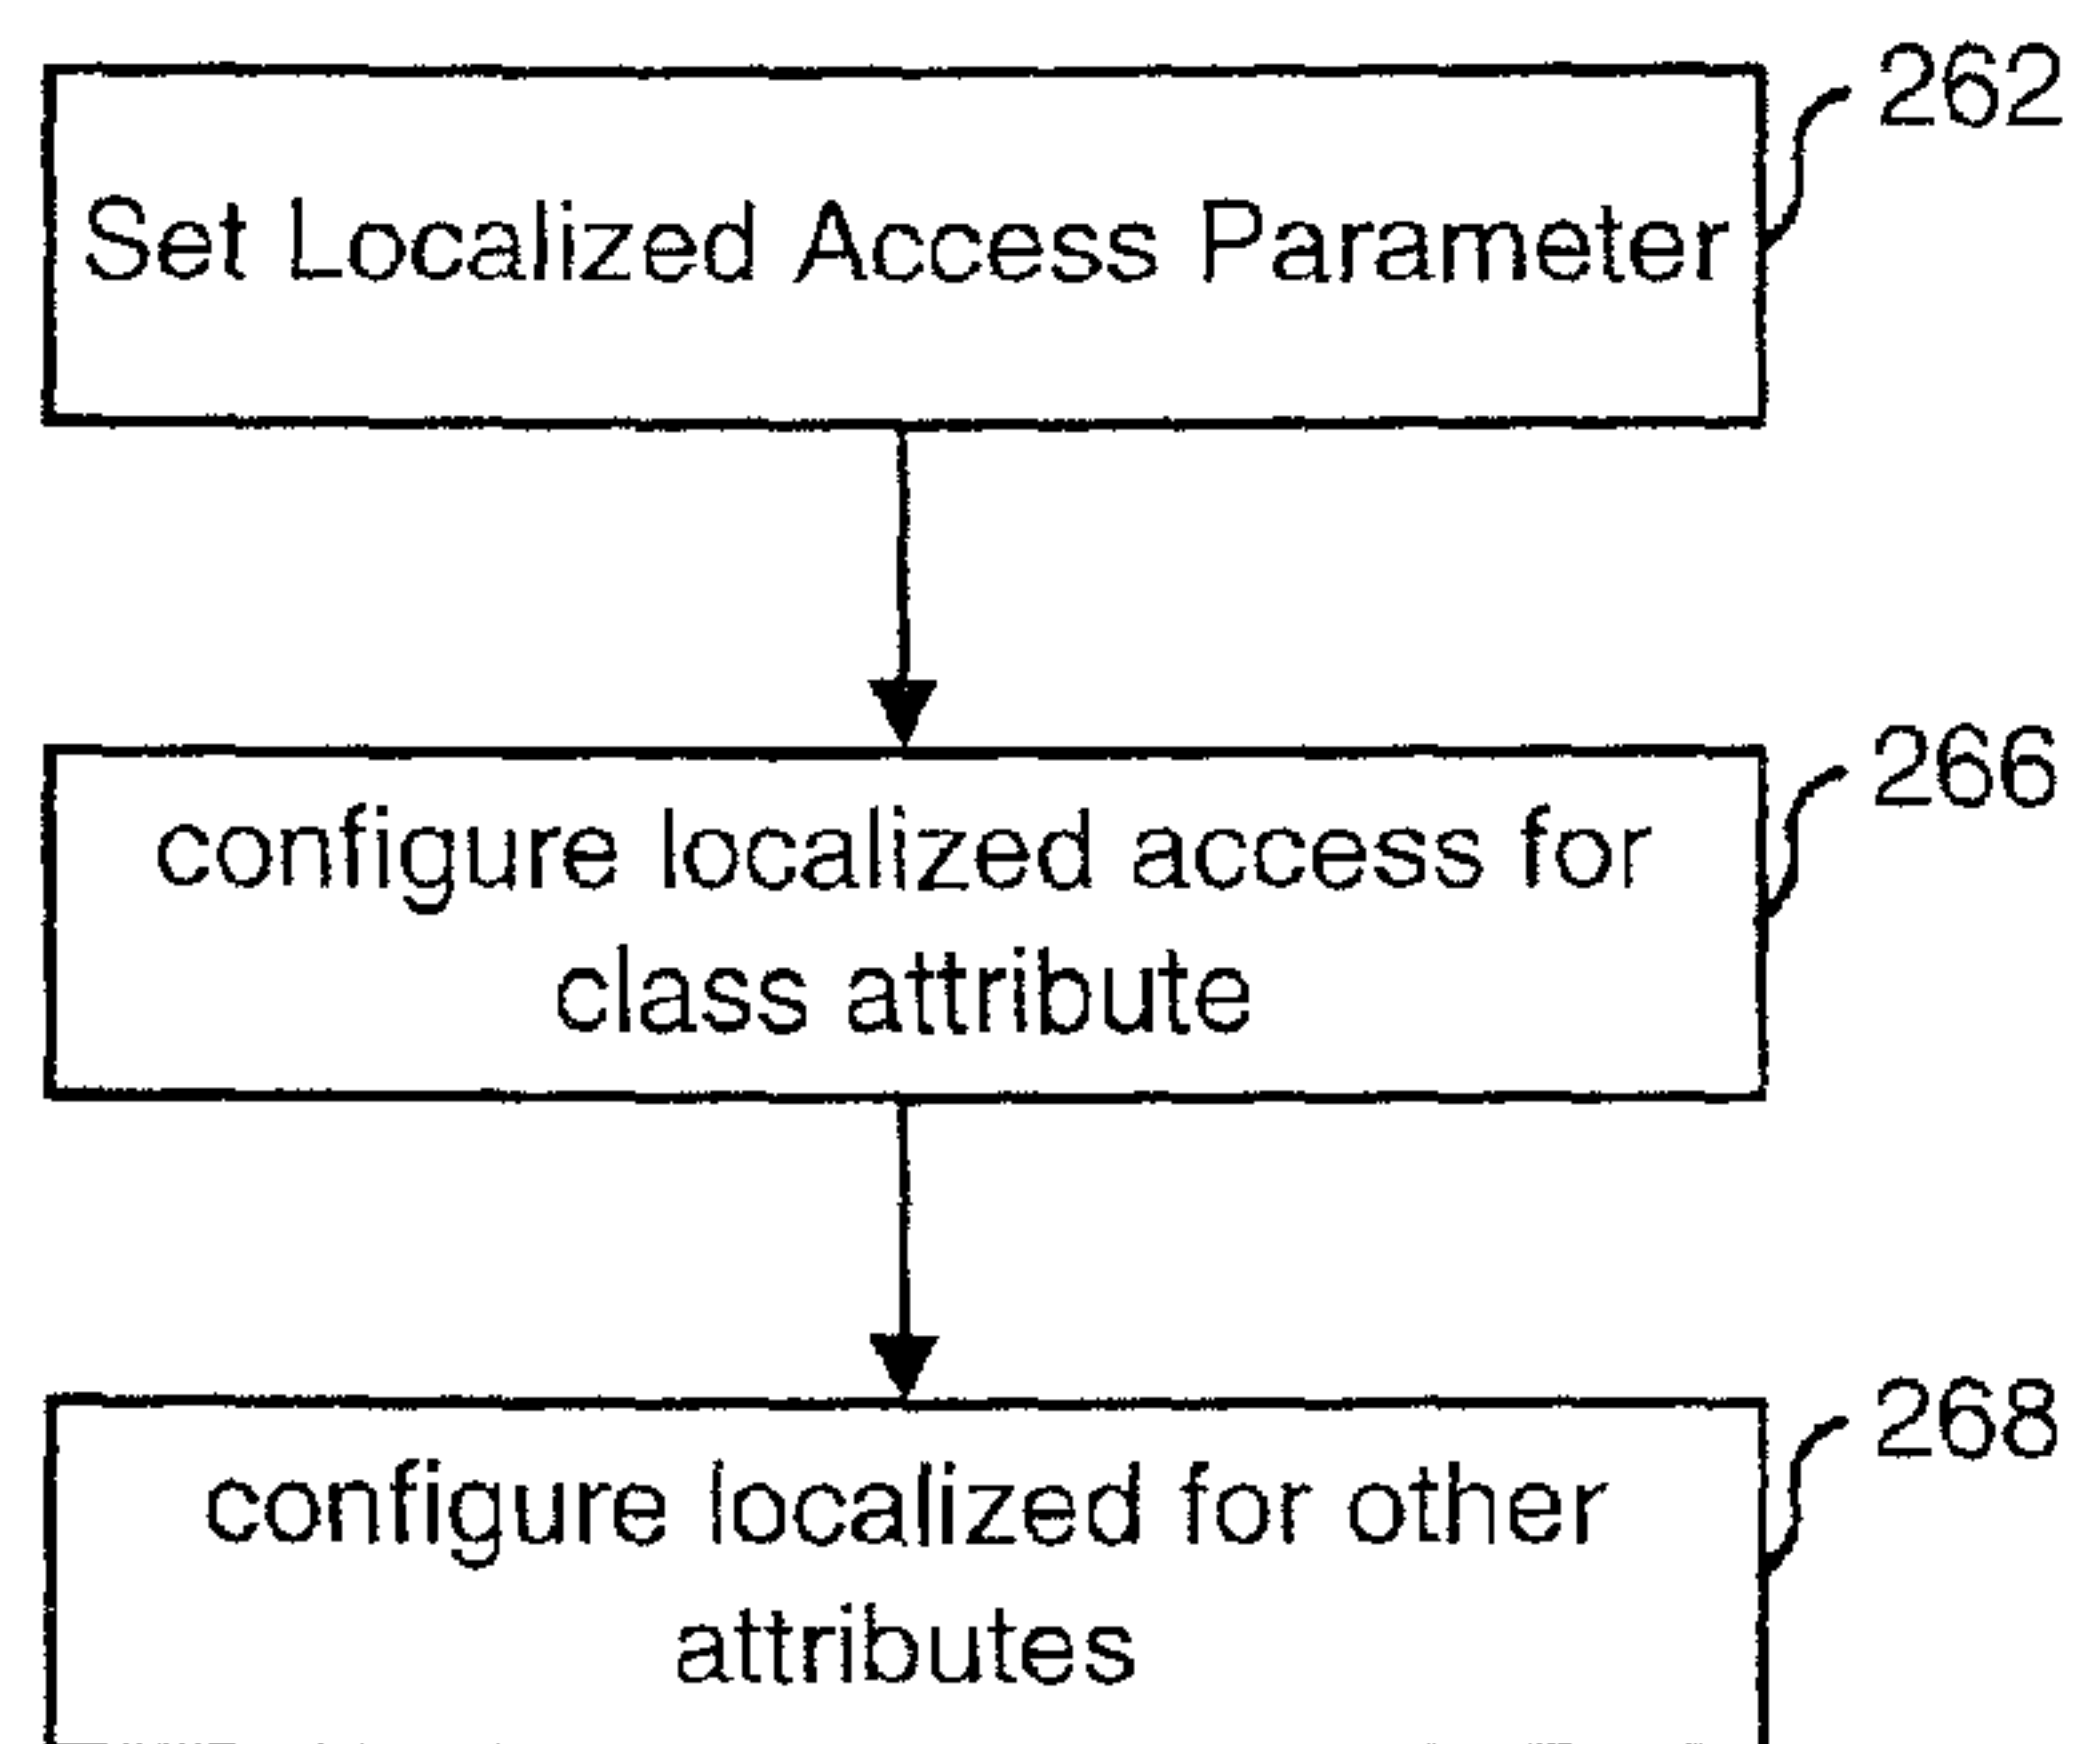 262
Set Localized Access Parameter
266
configure localized access for
class attribute
268
configure localized for other
attributes